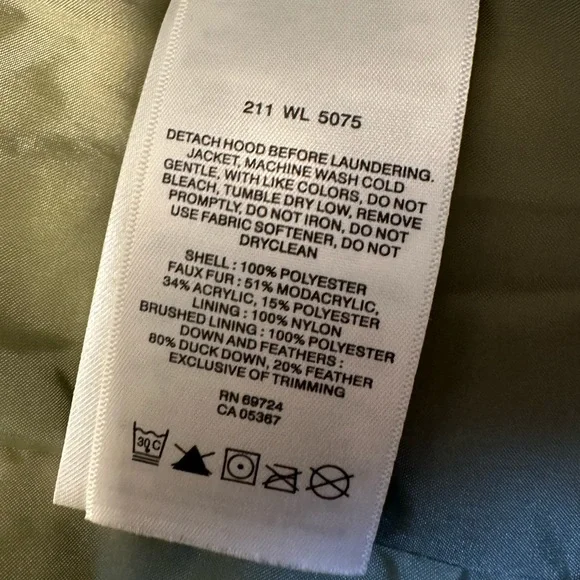 211 WL 5075
DETACH HOOD BEFORE LAUNDERING.
JACKET, MACHINE WASH COLD
GENTLE, WITH LIKE COLORS, DO NOT
BLEACH, TUMBLE DRY LOW, REMOVE
PROMPTLY, DO NOT IRON, DO NOT
USE FABRIC SOFTENER, DO NOT
DRYCLEAN
SHELL : 100% POLYESTER
FAUX FUR : 51% MODACRYLIC,
34% ACRYLIC, 15% POLYESTER
LINING : 100% NYLON
BRUSHED LINING : 100% POLYESTER
DOWN AND FEATHERS :
80% DUCK DOWN, 20% FEATHER
EXCLUSIVE OF TRIMMING
RN 69724
CA 05367
30 C